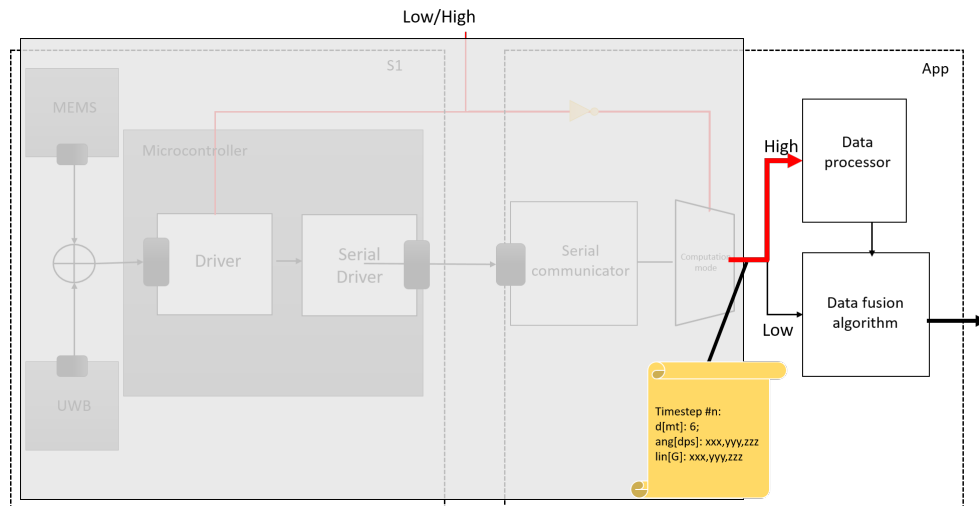 Low/High
S1
App
MEMS
Microcontroller
High
Data
processor
Driver
Serial
Driver
Serial
communicator
Computation
mode
Data fusion
algorithm
Low
UWB
Timestep #n:
d[mt]: 6;
ang[dps]: xxx,yyy,zzz
lin[G]: xxx,yyy,zzz